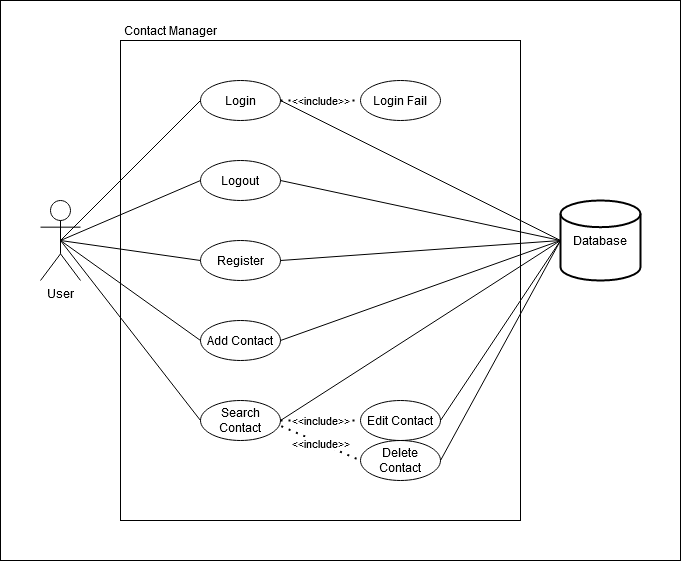 Contact Manager
Login
<<include>>
Login Fail
Logout
Register
Database
User
Add Contact
Search
Contact
<<include>>
Edit Contact
<<include>>
Delete
Contact